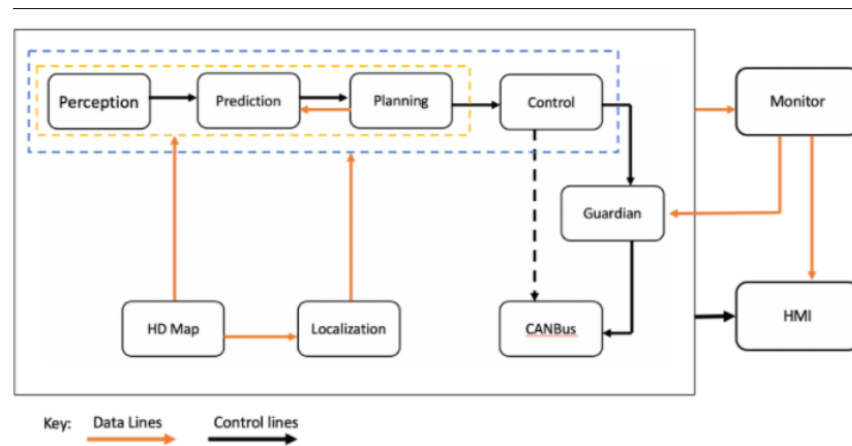 Perception
Prediction
Planning
Control
Monitor
Guardian
HD Map
Localization
CANBus
HMI
Key: Data Lines Control lines